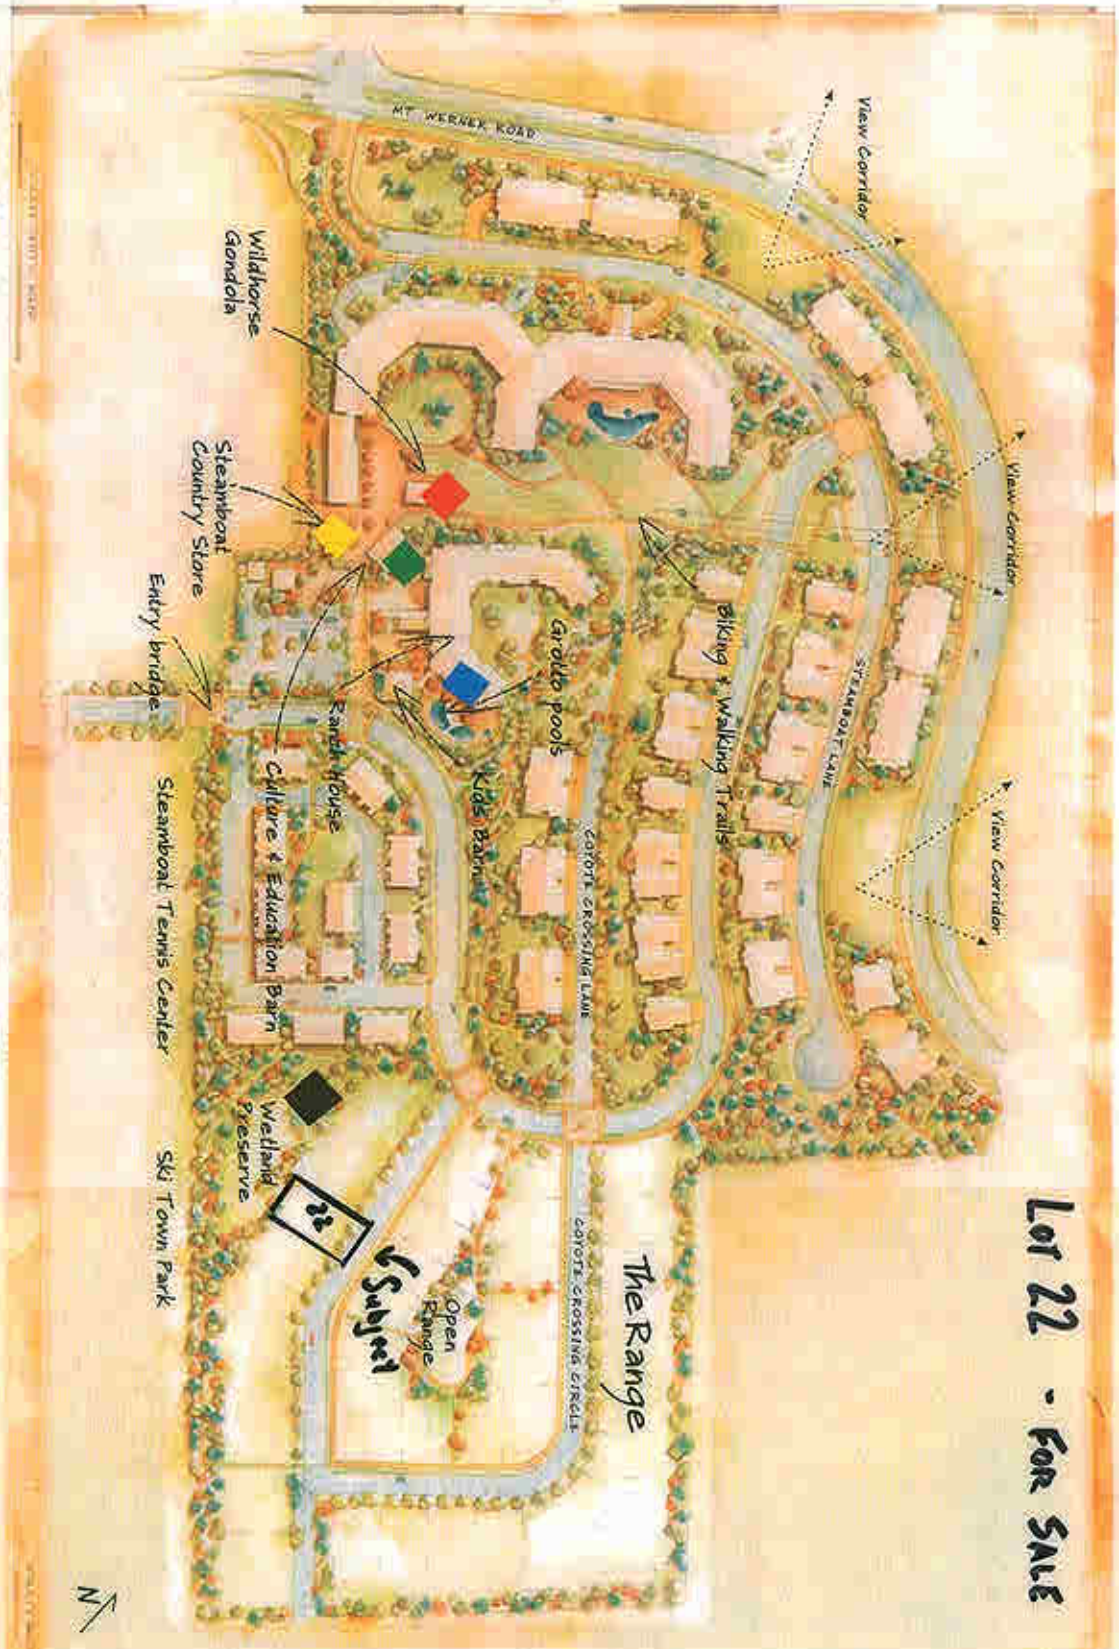 Lot 22 - FOR SALE
View Corridor
View Corridor
View Corridor
MT WERNER ROAD
STEAMBOAT LANE
The Range
Biking & Walking Trails
COYOTE CROSSING LANE
COYOTE CROSSING CIRCLE
Grotto pools
Kids Barn
Open
Range
Subject
Wildhorse
Gondola
Ranch House
Culture & Education Barn
Wetland
Preserve
22
Steamboat
Country Store
Entry bridge
Steamboat Tennis Center
Ski Town Park
N